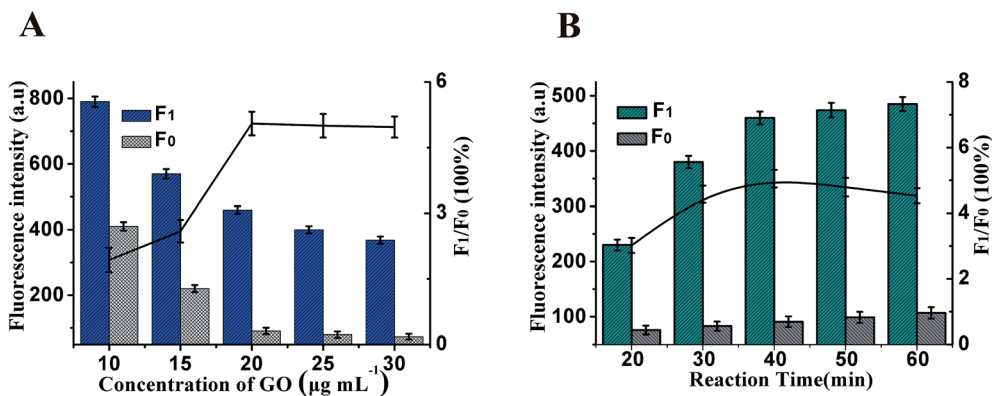 A
Fluorescence intensity (a.u)
800
600
400
200
F1
F0
6
3
0
F1/F0 (100%)
10 15 20 25 30
Concentration of GO (μg mL-1)
B
Fluorescence intensity (a.u)
500
400
300
200
100
F1
F0
8
6
4
2
0
F1/F0 (100%)
20 30 40 50 60
Reaction Time(min)